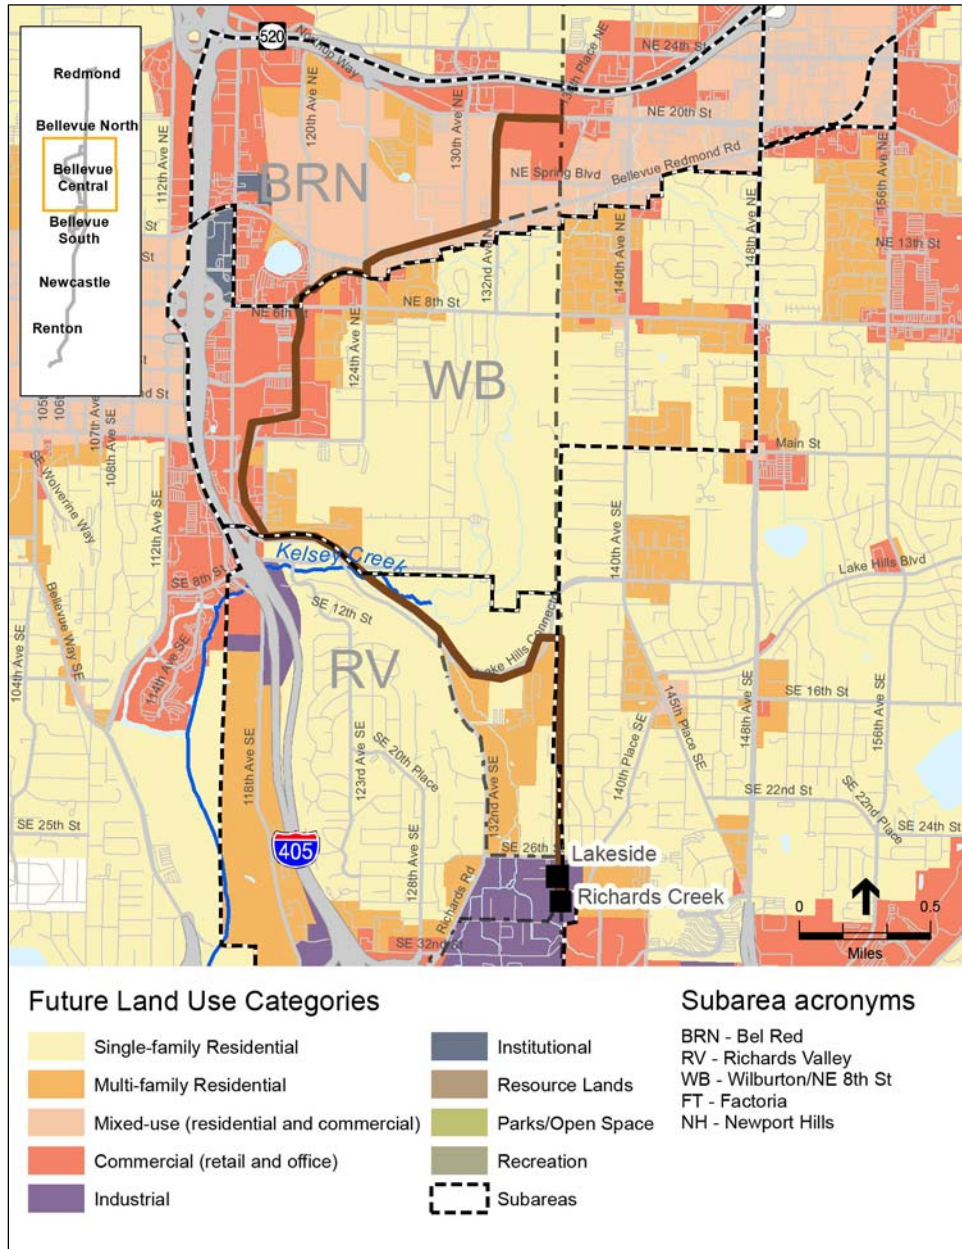 Redmond
Bellevue North
Bellevue
Central
Bellevue
South
Newcastle
Renton
520
Northup Way
NE 24th St
NE 20th St
120th Ave NE
130th Ave NE
112th Ave NE
BRN
NE Spring Blvd
Bellevue Redmond Rd
156th Ave NE
148th Ave NE
140th Ave NE
132nd Ave NE
NE 13th St
St
NE 6th St
NE 8th St
124th Ave NE
WB
St
nd St
107th Ave SE
108th Ave SE
Main St
SE Wolverine Way
112th Ave SE
SE 8th St
Kelsey Creek
140th Ave SE
Lake Hills Blvd
Bellevue Way SE
SE 12th St
Lake Hills Connecto
104th Ave SE
114th Ave SE
RV
SE 16th St
145th Place SE
148th Ave SE
156th Ave SE
118th Ave SE
123rd Ave SE
SE 20th Place
132nd Ave SE
140th Place SE
SE 22nd St
SE 22nd Place
SE 25th St
SE 24th St
405
128th Ave SE
SE 26th S
Lakeside
Richards Creek
Richards Rd
SE 32nd St
0
0.5
Miles
Future Land Use Categories
Single-family Residential
Multi-family Residential
Mixed-use (residential and commercial)
Commercial (retail and office)
Industrial
Institutional
Resource Lands
Parks/Open Space
Recreation
Subareas
Subarea acronyms
BRN - Bel Red
RV - Richards Valley
WB - Wilburton/NE 8th St
FT - Factoria
NH - Newport Hills